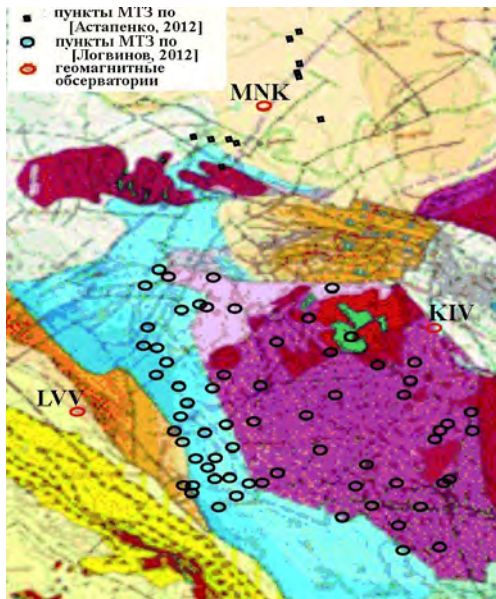 пункты МТЗ по
[Астапенко, 2012]
пункты МТЗ по
[Логвинов, 2012]
геомагнитные
обсерватории
MNK
KIV
LVV